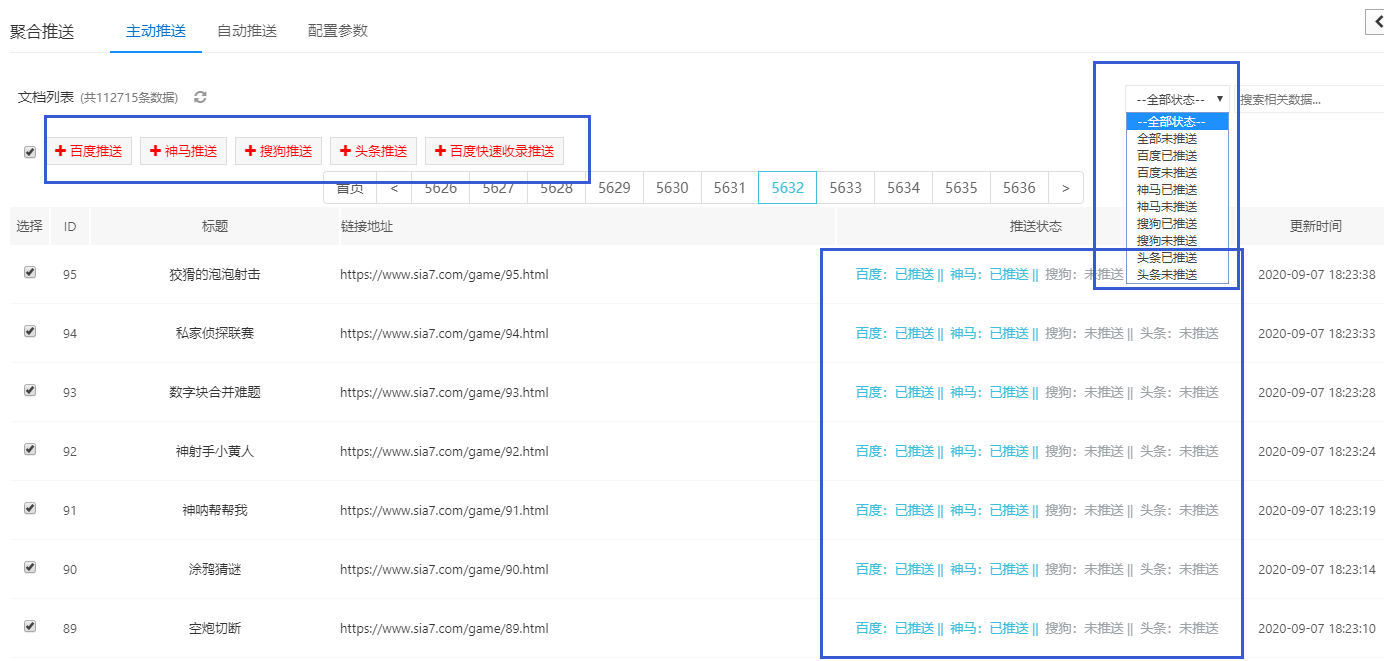 聚合推送 主动推送 自动推送 配置参数
文档列表 (共112715条数据) --全部状态-- ▼ 搜索相关数据...
--全部状态--
全部未推送
百度已推送
百度未推送
神马已推送
神马未推送
搜狗已推送
搜狗未推送
头条已推送
头条未推送
+ 百度推送 + 神马推送 + 搜狗推送 + 头条推送 + 百度快速收录推送
首页 < 5626 5627 5628 5629 5630 5631 5632 5633 5634 5635 5636 >
选择 ID 标题 链接地址 推送状态 更新时间
95 狡猾的泡泡射击 https://www.sia7.com/game/95.html 百度：已推送 || 神马：已推送 || 搜狗：未推送 2020-09-07 18:23:38
94 私家侦探联赛 https://www.sia7.com/game/94.html 百度：已推送 || 神马：已推送 || 搜狗：未推送 || 头条：未推送 2020-09-07 18:23:33
93 数字块合并难题 https://www.sia7.com/game/93.html 百度：已推送 || 神马：已推送 || 搜狗：未推送 || 头条：未推送 2020-09-07 18:23:28
92 神射手小黄人 https://www.sia7.com/game/92.html 百度：已推送 || 神马：已推送 || 搜狗：未推送 || 头条：未推送 2020-09-07 18:23:24
91 神呐帮帮我 https://www.sia7.com/game/91.html 百度：已推送 || 神马：已推送 || 搜狗：未推送 || 头条：未推送 2020-09-07 18:23:19
90 涂鸦猜谜 https://www.sia7.com/game/90.html 百度：已推送 || 神马：已推送 || 搜狗：未推送 || 头条：未推送 2020-09-07 18:23:14
89 空炮切断 https://www.sia7.com/game/89.html 百度：已推送 || 神马：已推送 || 搜狗：未推送 || 头条：未推送 2020-09-07 18:23:10